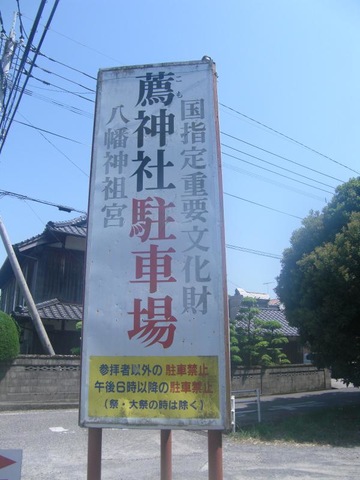 国指定重要文化財
こも
薦神社駐車場
八幡神祖宮
参拝者以外の駐車禁止
午後6時以降の駐車禁止
(祭・大祭の時は除く)